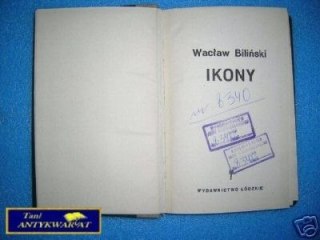 Wacław Biliński
IKONY
6340
WYDAWNICTWO ŁÓDZKIE
Tani
ANTYKWARIAT